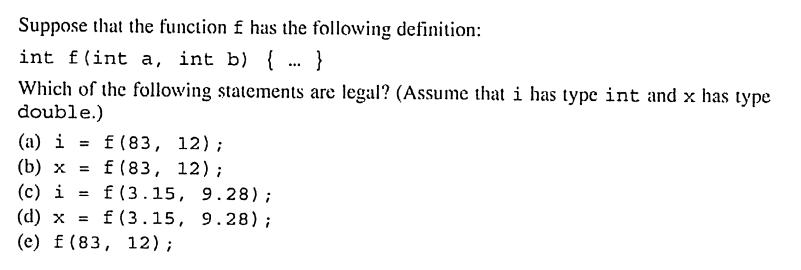 Suppose that the function f has the following definition:
int f(int a, int b) { … }
Which of the following statements are legal? (Assume that i has type int and x has type
double.)
(a) i = f(83, 12);
(b) x = f(83, 12);
(c) i = f(3.15, 9.28);
(d) x = f(3.15, 9.28);
(e) f(83, 12);